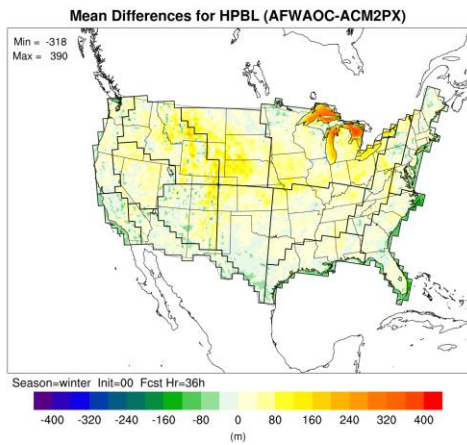 Mean Differences for HPBL (AFWAOC-ACM2PX)
Min = -318
Max = 390
Season=winter Init=00 Fcst Hr=36h
-400 -320 -240 -160 -80 0 80 160 240 320 400
(m)